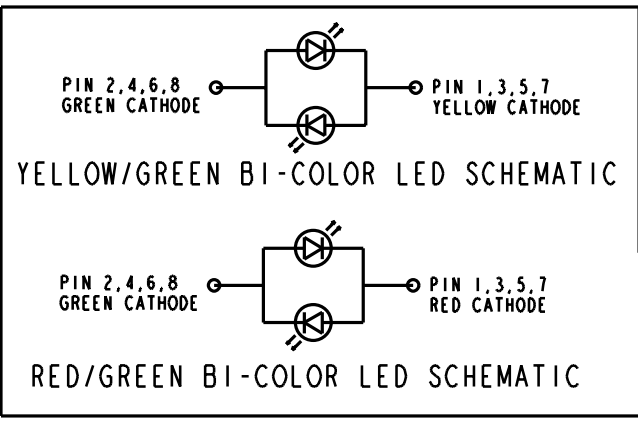 PIN 2,4,6,8
GREEN CATHODE
PIN 1,3,5,7
YELLOW CATHODE
YELLOW/GREEN BI-COLOR LED SCHEMATIC
PIN 2,4,6,8
GREEN CATHODE
PIN 1,3,5,7
RED CATHODE
RED/GREEN BI-COLOR LED SCHEMATIC